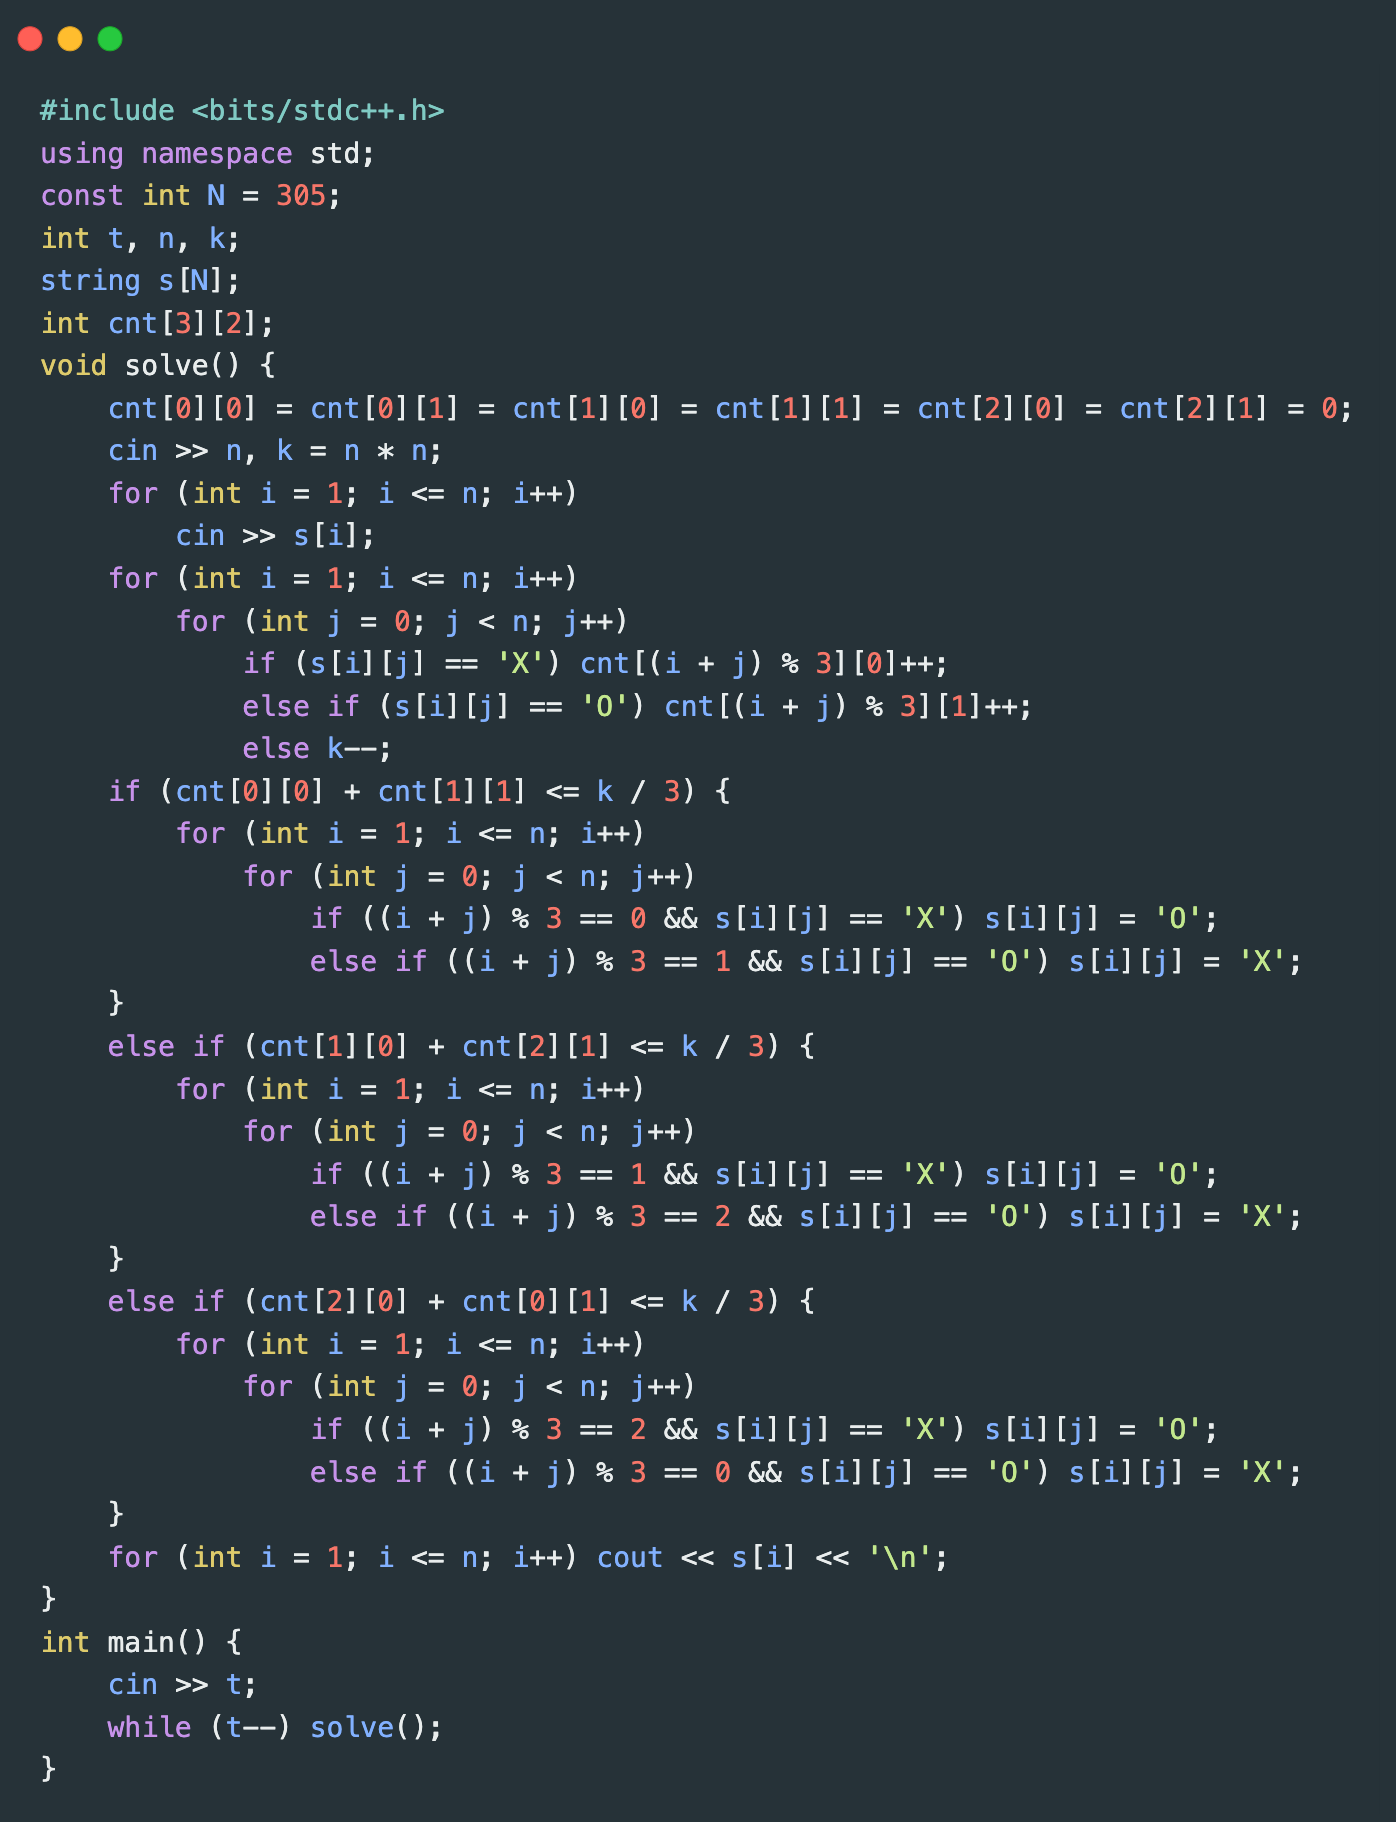 #include <bits/stdc++.h>
using namespace std;
const int N = 305;
int t, n, k;
string s[N];
int cnt[3][2];
void solve() {
    cnt[0][0] = cnt[0][1] = cnt[1][0] = cnt[1][1] = cnt[2][0] = cnt[2][1] = 0;
    cin >> n, k = n * n;
    for (int i = 1; i <= n; i++)
        cin >> s[i];
    for (int i = 1; i <= n; i++)
        for (int j = 0; j < n; j++)
            if (s[i][j] == 'X') cnt[(i + j) % 3][0]++;
            else if (s[i][j] == 'O') cnt[(i + j) % 3][1]++;
            else k--;
    if (cnt[0][0] + cnt[1][1] <= k / 3) {
        for (int i = 1; i <= n; i++)
            for (int j = 0; j < n; j++)
                if ((i + j) % 3 == 0 && s[i][j] == 'X') s[i][j] = 'O';
                else if ((i + j) % 3 == 1 && s[i][j] == 'O') s[i][j] = 'X';
    }
    else if (cnt[1][0] + cnt[2][1] <= k / 3) {
        for (int i = 1; i <= n; i++)
            for (int j = 0; j < n; j++)
                if ((i + j) % 3 == 1 && s[i][j] == 'X') s[i][j] = 'O';
                else if ((i + j) % 3 == 2 && s[i][j] == 'O') s[i][j] = 'X';
    }
    else if (cnt[2][0] + cnt[0][1] <= k / 3) {
        for (int i = 1; i <= n; i++)
            for (int j = 0; j < n; j++)
                if ((i + j) % 3 == 2 && s[i][j] == 'X') s[i][j] = 'O';
                else if ((i + j) % 3 == 0 && s[i][j] == 'O') s[i][j] = 'X';
    }
    for (int i = 1; i <= n; i++) cout << s[i] << '\n';
}
int main() {
    cin >> t;
    while (t--) solve();
}